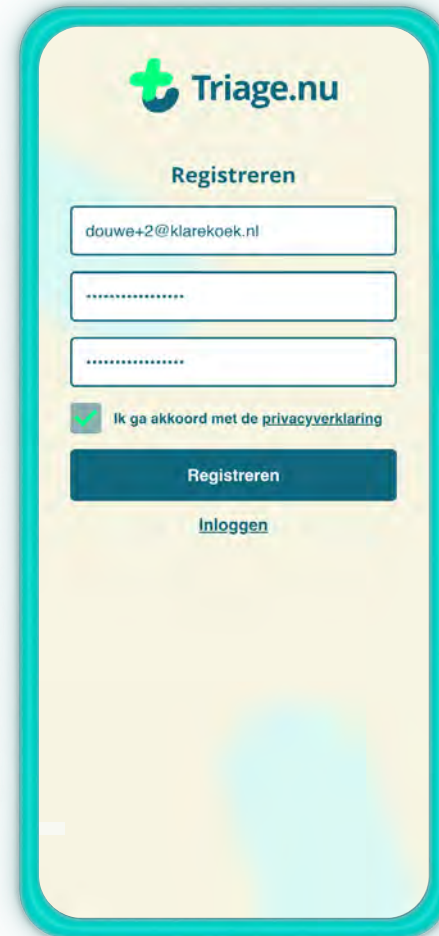 Triage.nu
Registreren
douwe+2@klarekoek.nl
•••••••••••••••••
•••••••••••••••••
Ik ga akkoord met de privacyverklaring
Registreren
Inloggen